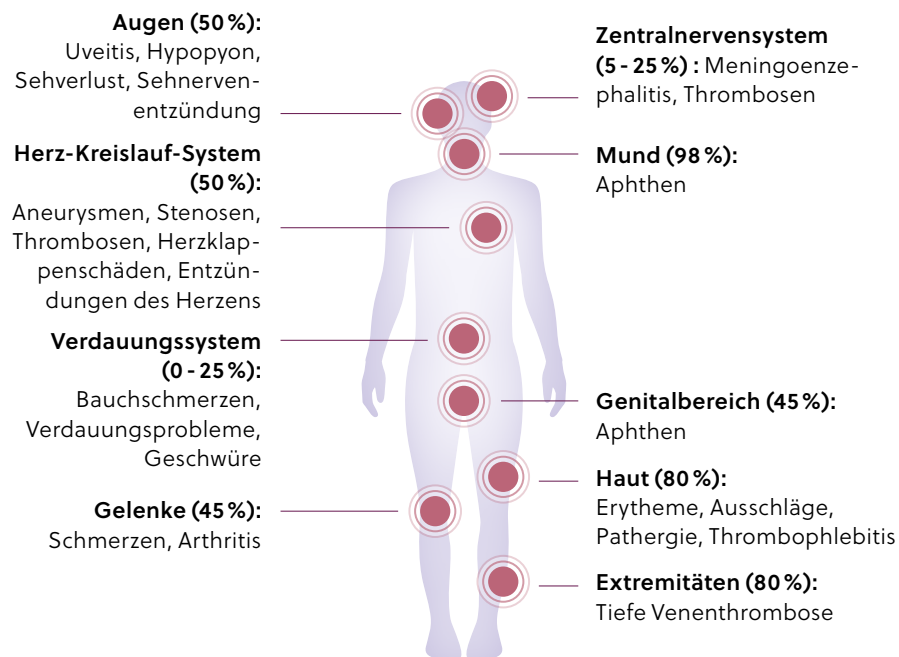 Augen (50 %):
Uveitis, Hypopyon,
Sehverlust, Sehnerven-
entzündung
Herz-Kreislauf-System
(50 %):
Aneurysmen, Stenosen,
Thrombosen, Herzklap-
penschäden, Entzün-
dungen des Herzens
Verdauungssystem
(0 - 25 %):
Bauchschmerzen,
Verdauungsprobleme,
Geschwüre
Gelenke (45 %):
Schmerzen, Arthritis
Zentralnervensystem
(5 - 25 %) : Meningoenze-
phalitis, Thrombosen
Mund (98 %):
Aphthen
Genitalbereich (45 %):
Aphthen
Haut (80 %):
Erytheme, Ausschläge,
Pathergie, Thrombophlebitis
Extremitäten (80 %):
Tiefe Venenthrombose